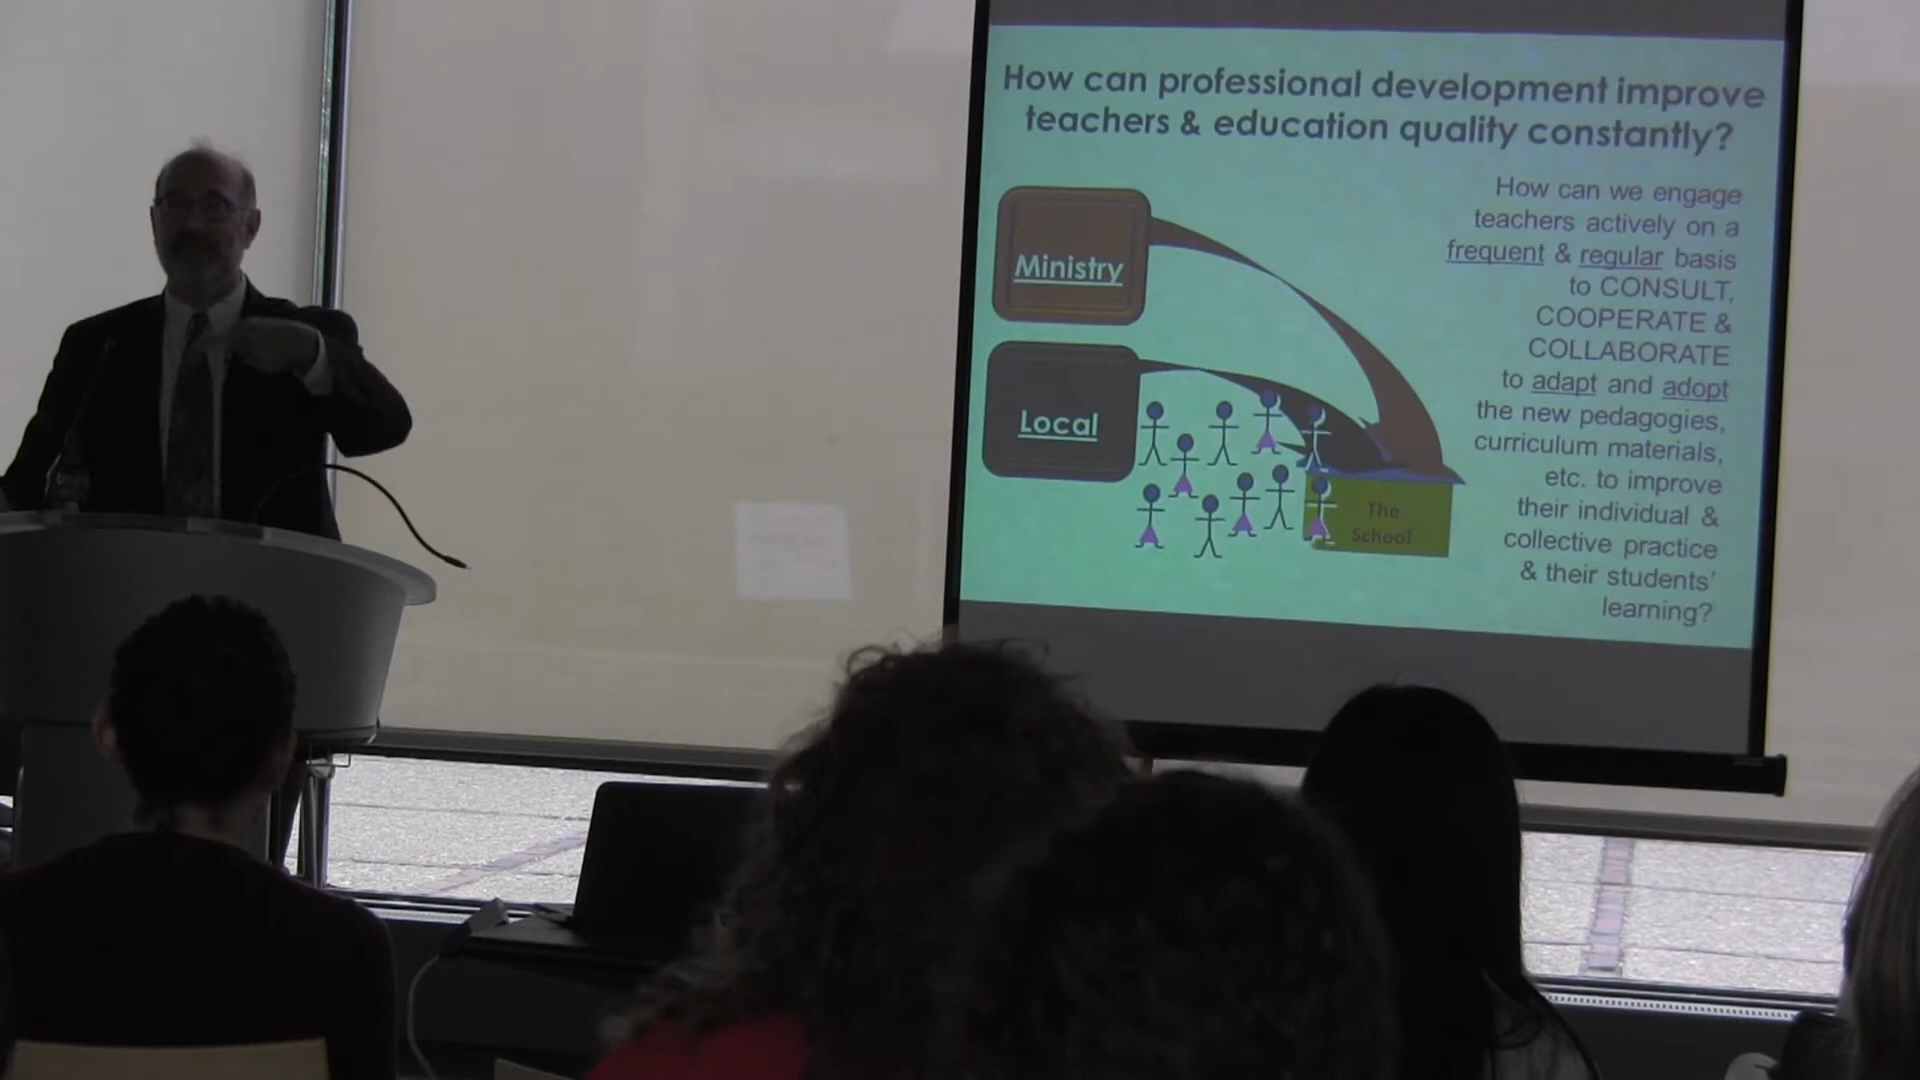 How can professional development improve
teachers & education quality constantly?
Ministry
Local
The
School
How can we engage
teachers actively on a
frequent & regular basis
to CONSULT,
COOPERATE &
COLLABORATE
to adapt and adopt
the new pedagogies,
curriculum materials,
etc. to improve
their individual &
collective practice
& their students'
learning?